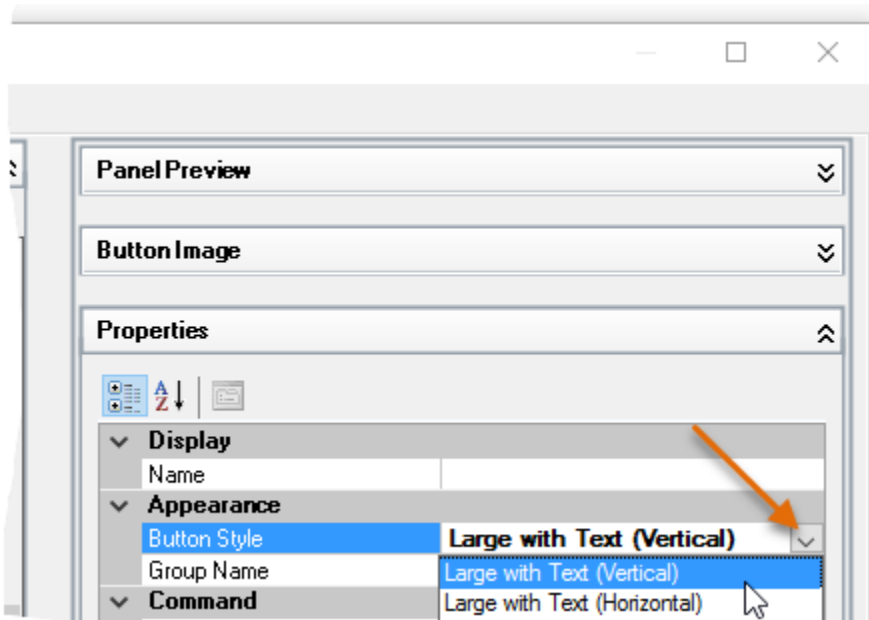 Panel Preview
Button Image
Properties
Display
Name
Appearance
Button Style Large with Text (Vertical)
Group Name Large with Text (Vertical)
Command Large with Text (Horizontal)